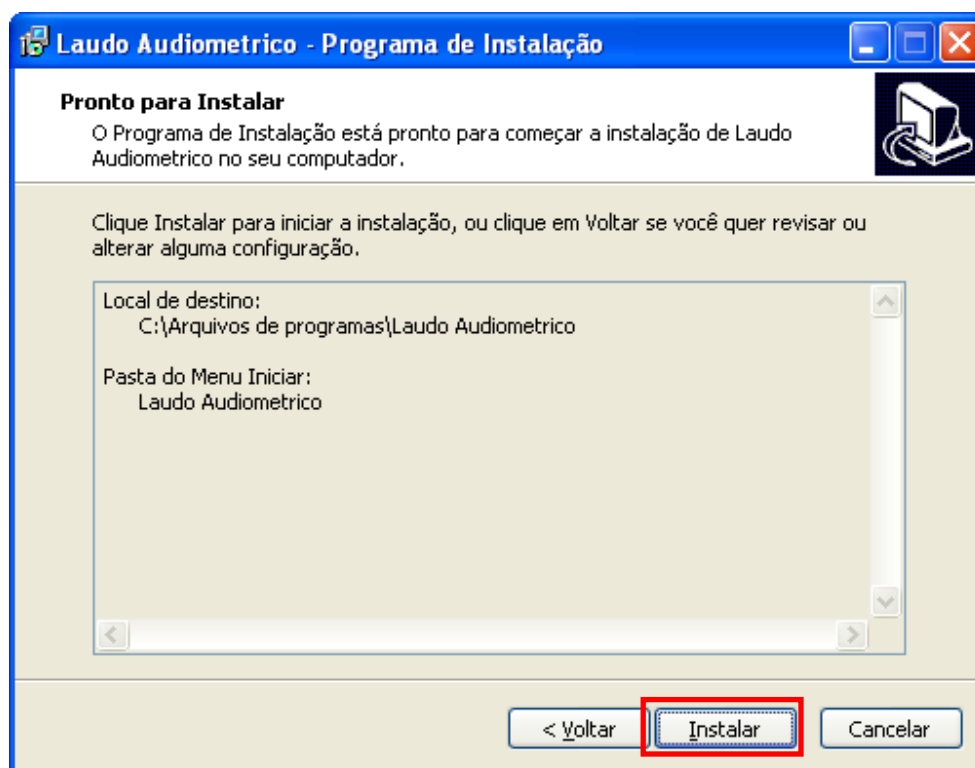 Laudo Audiometrico - Programa de Instalação
Pronto para Instalar
O Programa de Instalação está pronto para começar a instalação de Laudo
Audiometrico no seu computador.
Clique Instalar para iniciar a instalação, ou clique em Voltar se você quer revisar ou
alterar alguma configuração.
Local de destino:
C:\Arquivos de programas\Laudo Audiometrico
Pasta do Menu Iniciar:
Laudo Audiometrico
< Voltar
Instalar
Cancelar